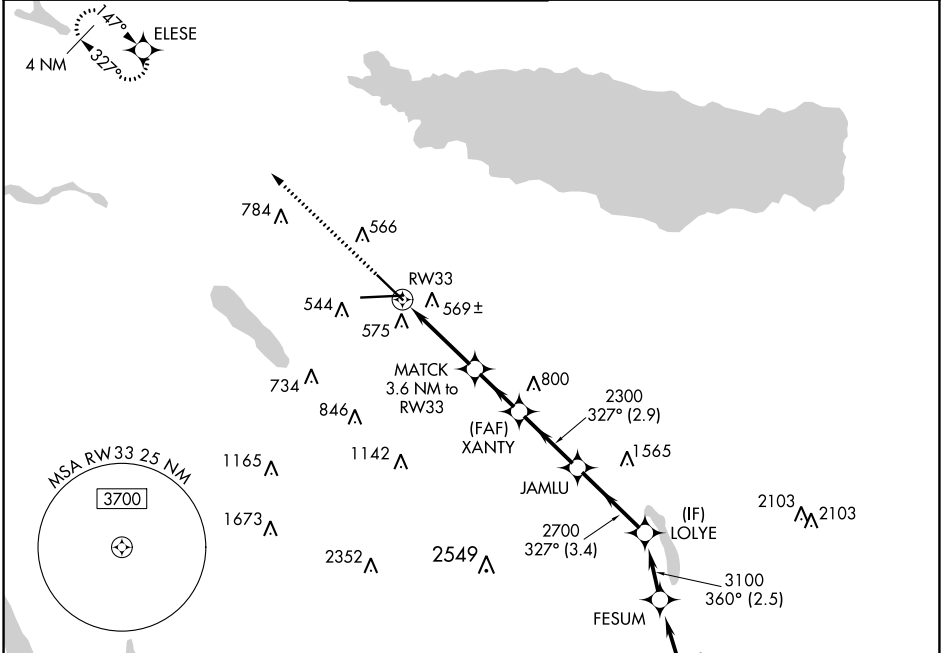 147°
ELESE
4 NM
327°
784
566
RW33
544
569±
575
MATCK
3.6 NM to
RW33
734
800
846
2300
327° (2.9)
(FAF)
XANTY
1142
1165
1565
JAMLU
MSA RW33 25 NM
3700
1673
2700
327° (3.4)
(IF)
LOLYE
2103
2103
2352
2549
3100
360° (2.5)
FESUM